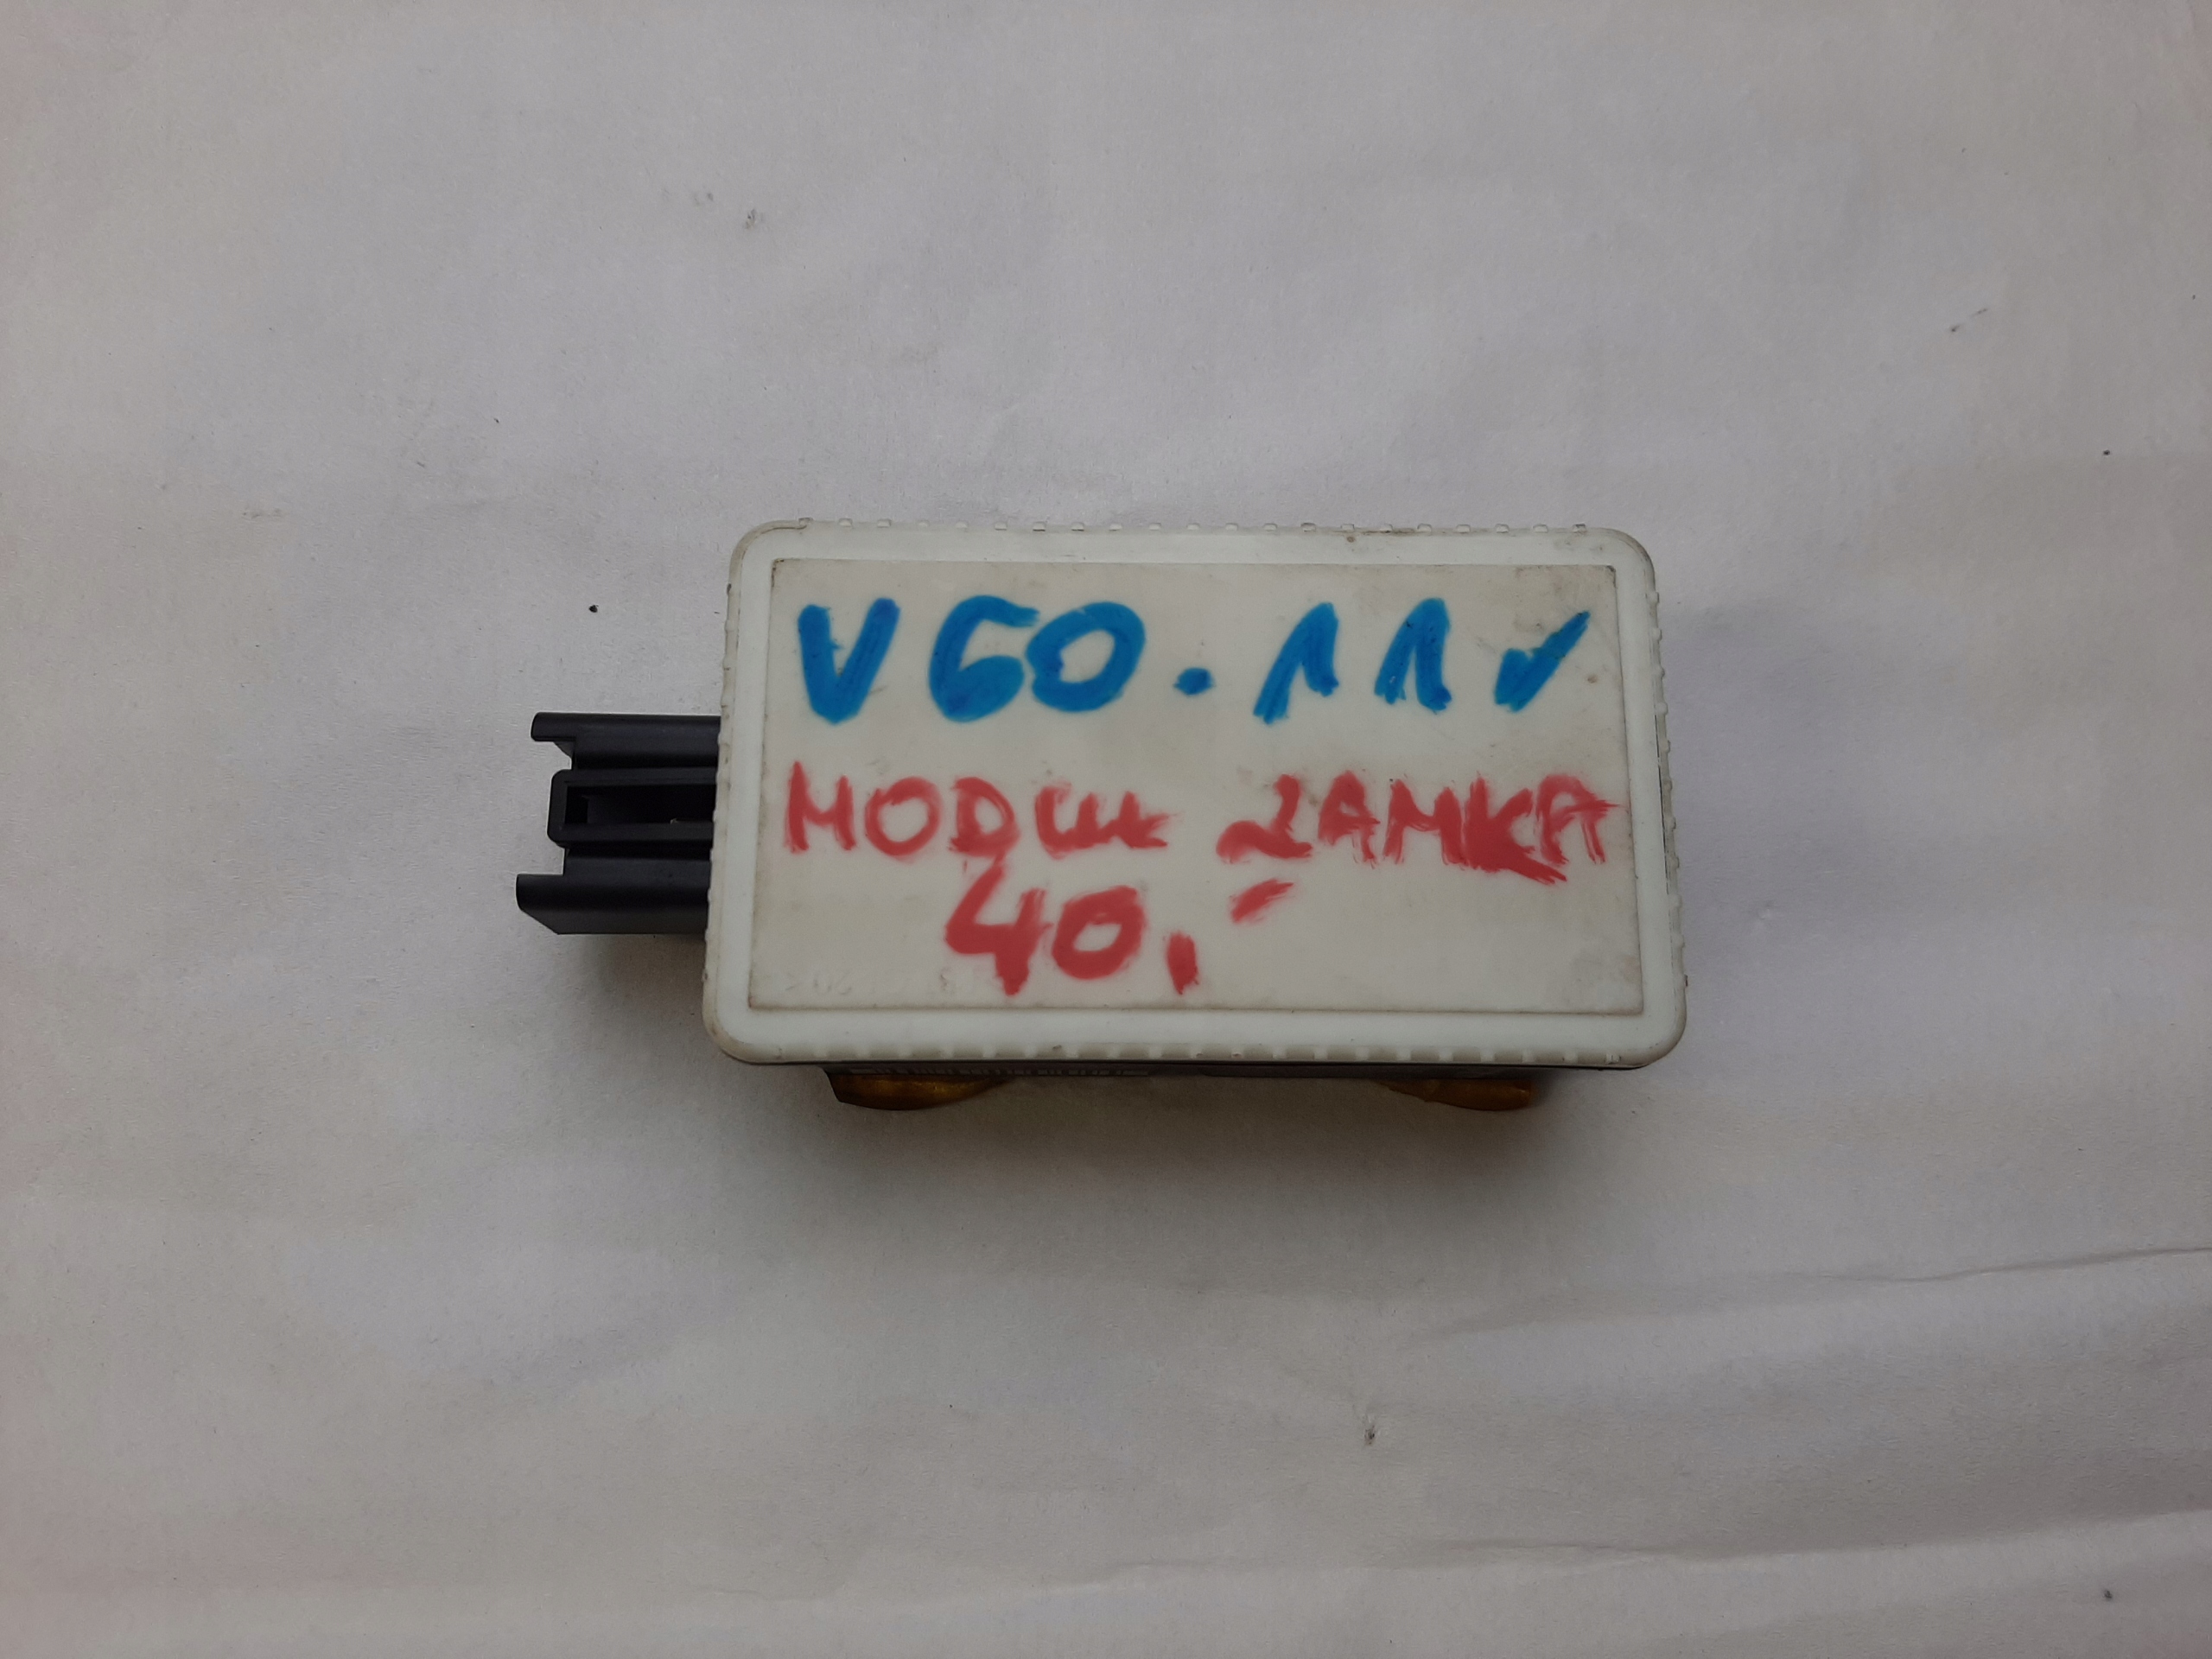 V60.11✓
MODUŁ ZAMKA
40,-